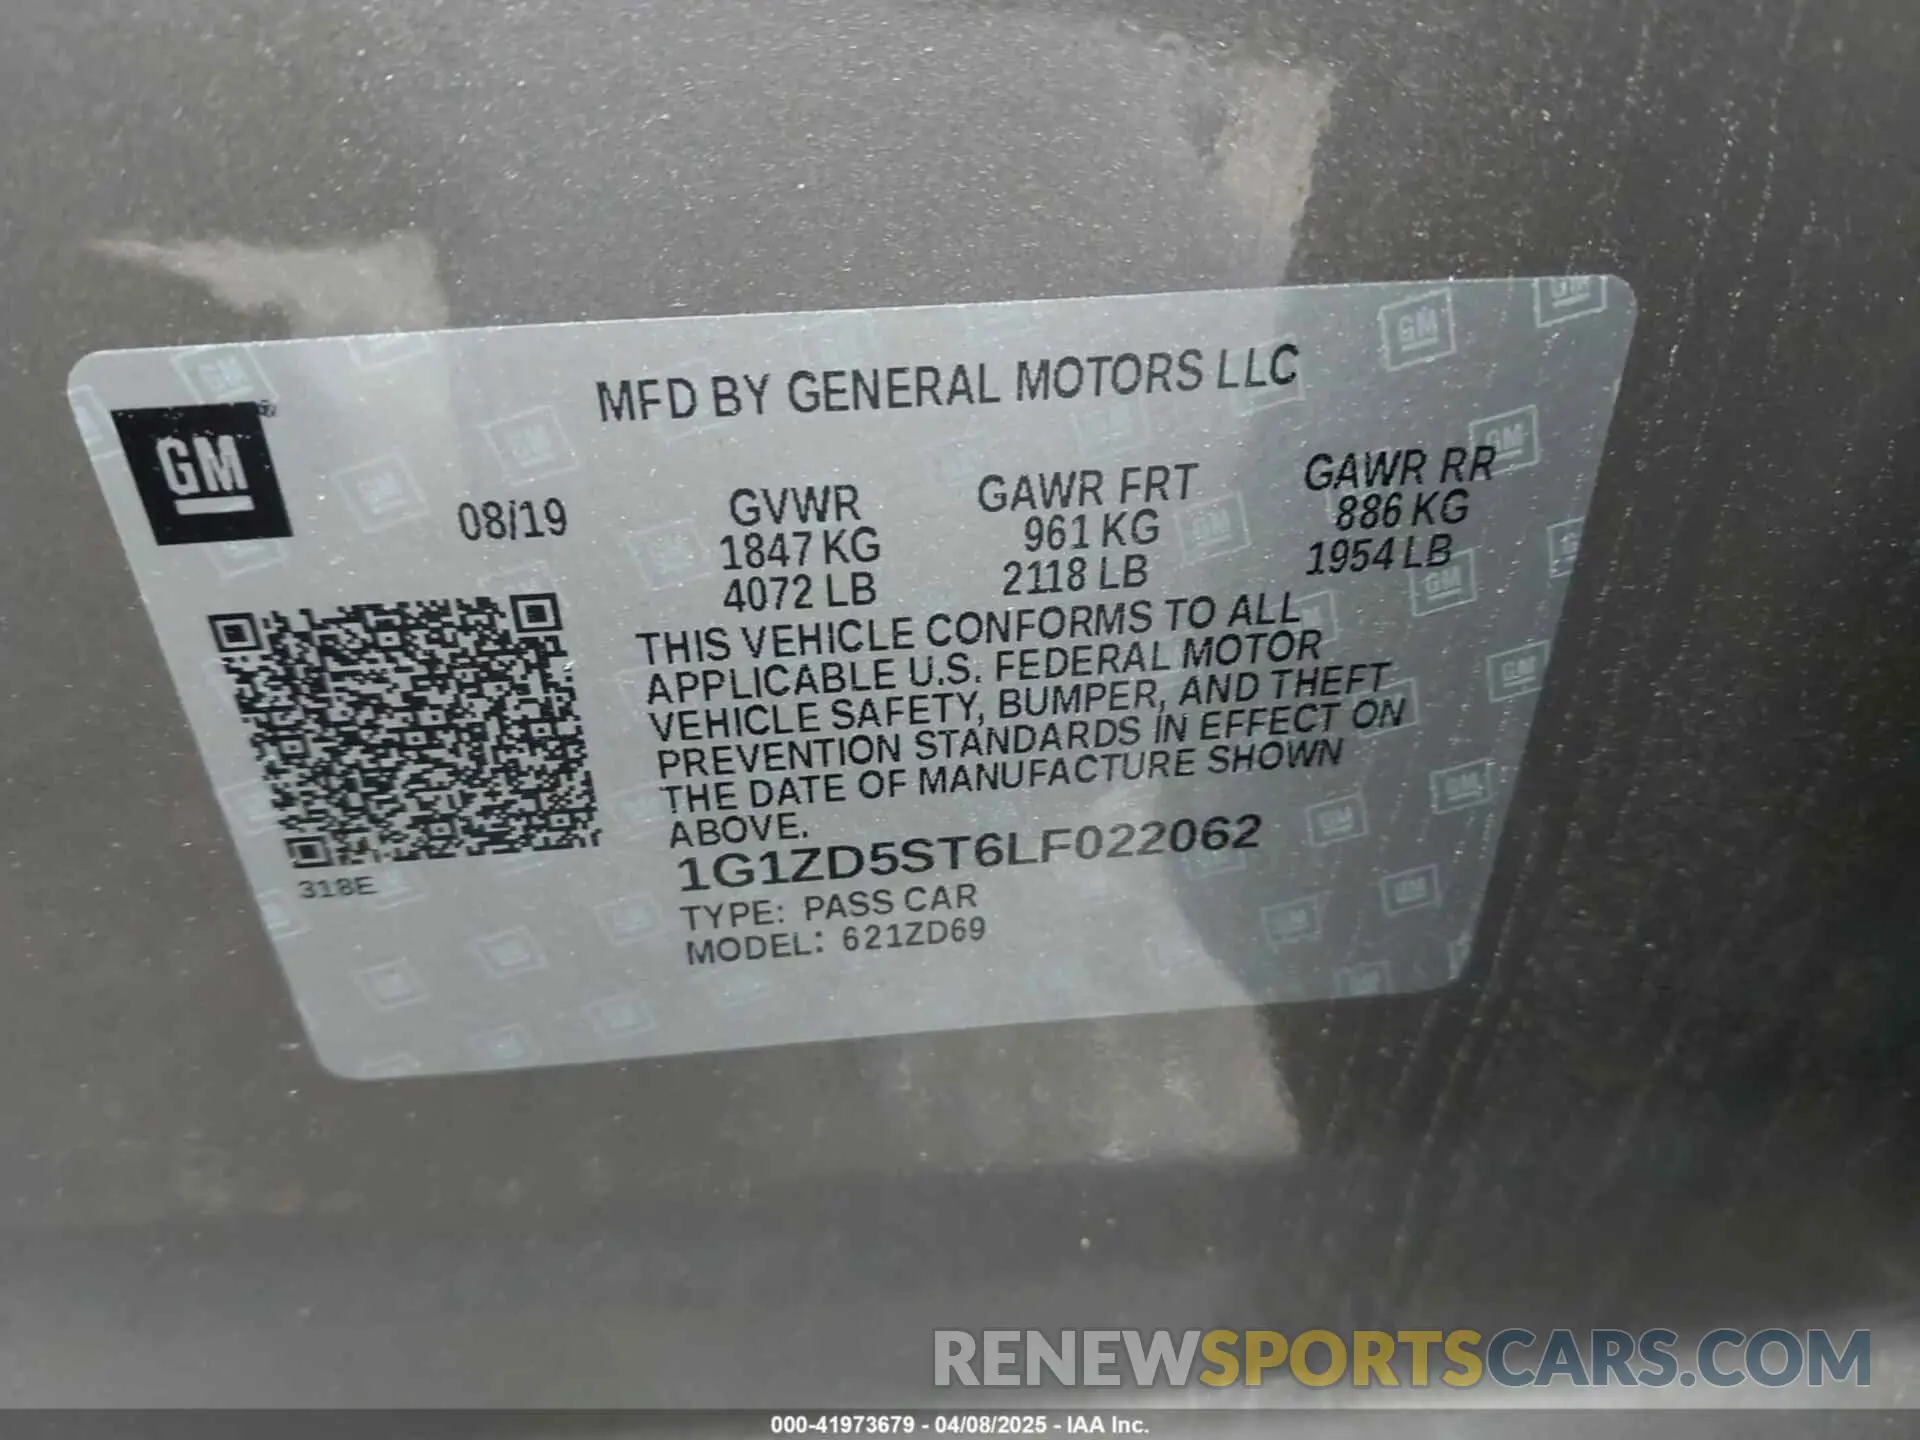 MFD BY GENERAL MOTORS LLC
GM
08/19
GVWR GAWR FRT GAWR RR
1847 KG 961 KG 886 KG
4072 LB 2118 LB 1954 LB
THIS VEHICLE CONFORMS TO ALL
APPLICABLE U.S. FEDERAL MOTOR
VEHICLE SAFETY, BUMPER, AND THEFT
PREVENTION STANDARDS IN EFFECT ON
THE DATE OF MANUFACTURE SHOWN
ABOVE.
1G1ZD5ST6LF022062
318E
TYPE: PASS CAR
MODEL: 621ZD69
RENEWSPORTSCARS.COM
000-41973679 - 04/08/2025 - IAA Inc.